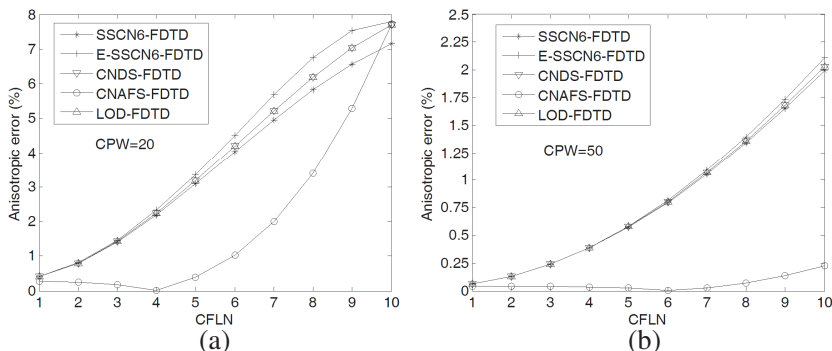 8
7
6
5
4
3
2
1
0
Anisotropic error (%)
SSCN6-FDTD
E-SSCN6-FDTD
CNDS-FDTD
CNAFS-FDTD
LOD-FDTD
CPW=20
1 2 3 4 5 6 7 8 9 10
CFLN
(a)
2.5
2.25
2
1.75
1.5
1.25
1
0.75
0.5
0.25
0
Anisotropic error (%)
SSCN6-FDTD
E-SSCN6-FDTD
CNDS-FDTD
CNAFS-FDTD
LOD-FDTD
CPW=50
1 2 3 4 5 6 7 8 9 10
CFLN
(b)